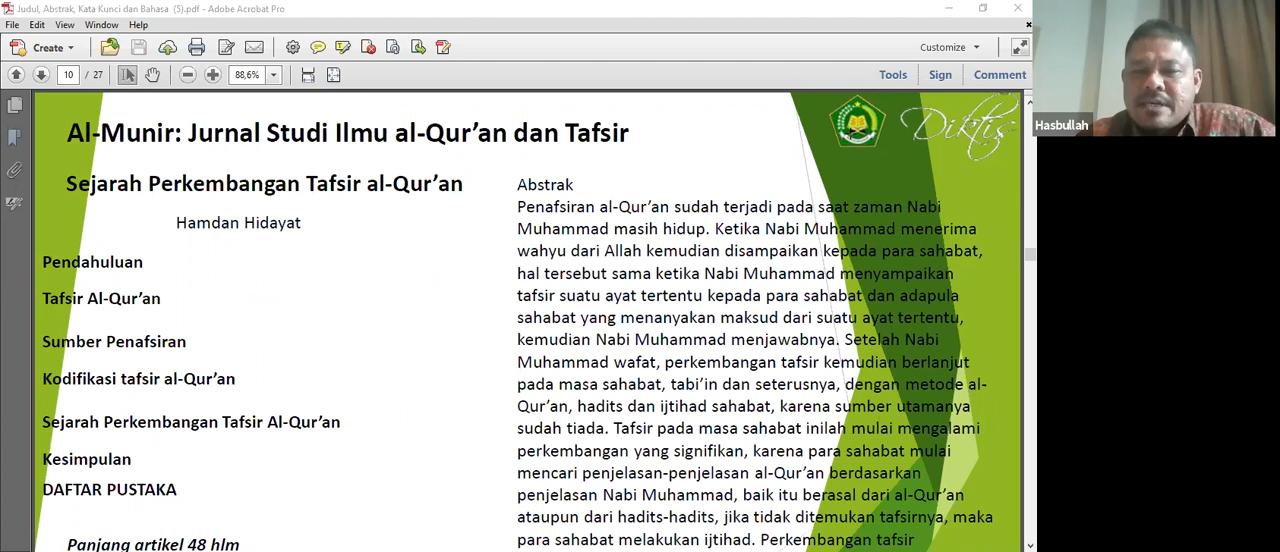 Judul, Abstrak, Kata Kunci dan Bahasa (5).pdf - Adobe Acrobat Pro
File Edit View Window Help
Create
Customize
10 / 27
88,6%
Tools Sign Comment
Hasbullah
Al-Munir: Jurnal Studi Ilmu al-Qur’an dan Tafsir
Diktis
Sejarah Perkembangan Tafsir al-Qur’an
Hamdan Hidayat
Pendahuluan
Tafsir Al-Qur’an
Sumber Penafsiran
Kodifikasi tafsir al-Qur’an
Sejarah Perkembangan Tafsir Al-Qur’an
Kesimpulan
DAFTAR PUSTAKA
Panjang artikel 48 hlm
Abstrak
Penafsiran al-Qur’an sudah terjadi pada saat zaman Nabi
Muhammad masih hidup. Ketika Nabi Muhammad menerima
wahyu dari Allah kemudian disampaikan kepada para sahabat,
hal tersebut sama ketika Nabi Muhammad menyampaikan
tafsir suatu ayat tertentu kepada para sahabat dan adapula
sahabat yang menanyakan maksud dari suatu ayat tertentu,
kemudian Nabi Muhammad menjawabnya. Setelah Nabi
Muhammad wafat, perkembangan tafsir kemudian berlanjut
pada masa sahabat, tabi’in dan seterusnya, dengan metode al-
Qur’an, hadits dan ijtihad sahabat, karena sumber utamanya
sudah tiada. Tafsir pada masa sahabat inilah mulai mengalami
perkembangan yang signifikan, karena para sahabat mulai
mencari penjelasan-penjelasan al-Qur’an berdasarkan
penjelasan Nabi Muhammad, baik itu berasal dari al-Qur’an
ataupun dari hadits-hadits, jika tidak ditemukan tafsirnya, maka
para sahabat melakukan ijtihad. Perkembangan tafsir